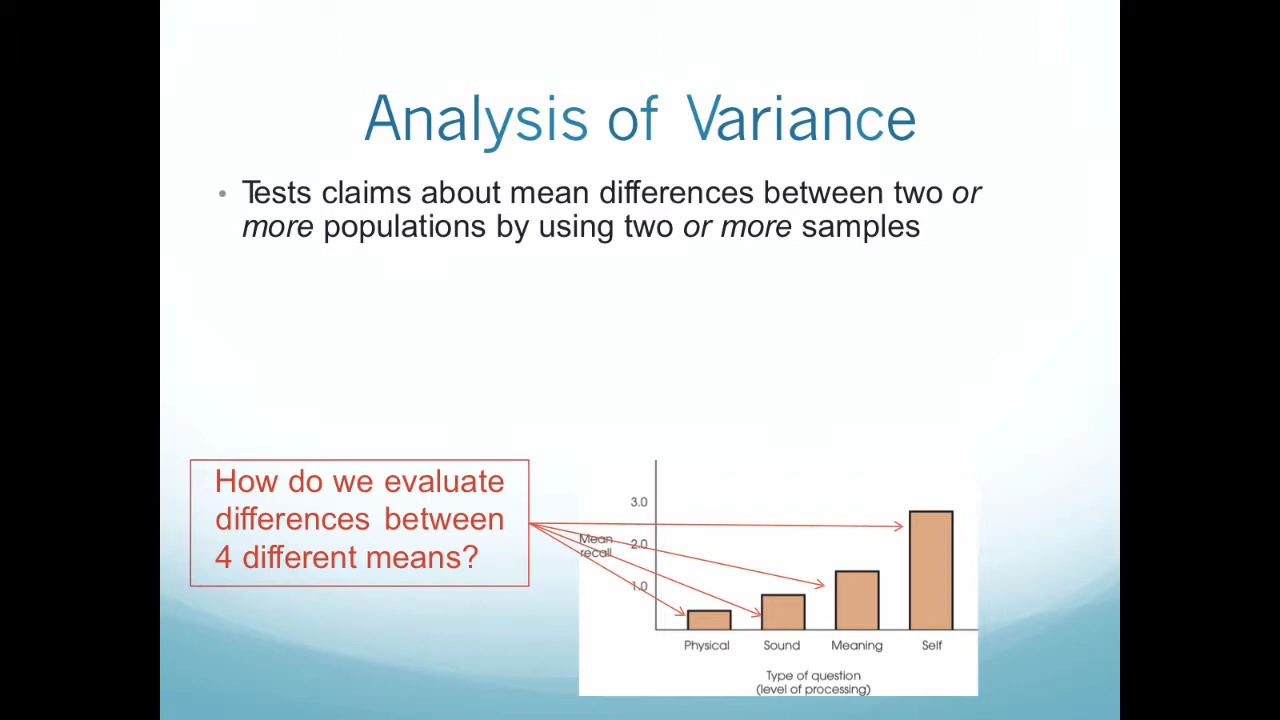 Analysis of Variance
• Tests claims about mean differences between two or
more populations by using two or more samples
How do we evaluate
differences between
4 different means?
3.0
Mean
recall
2.0
1.0
Physical Sound Meaning Self
Type of question
(level of processing)